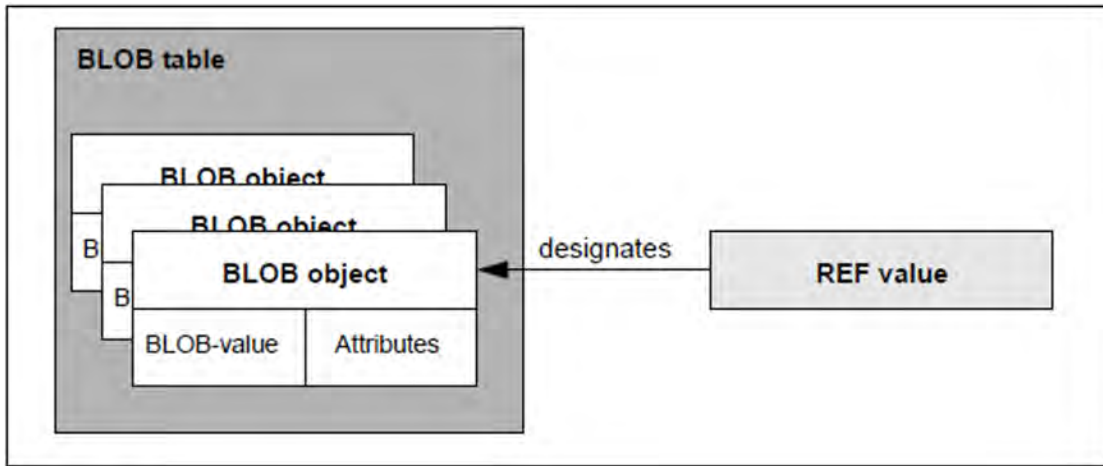 BLOB table
BLOB object
BLOB object
B
BLOB object
designates
REF value
B
BLOB-value
Attributes